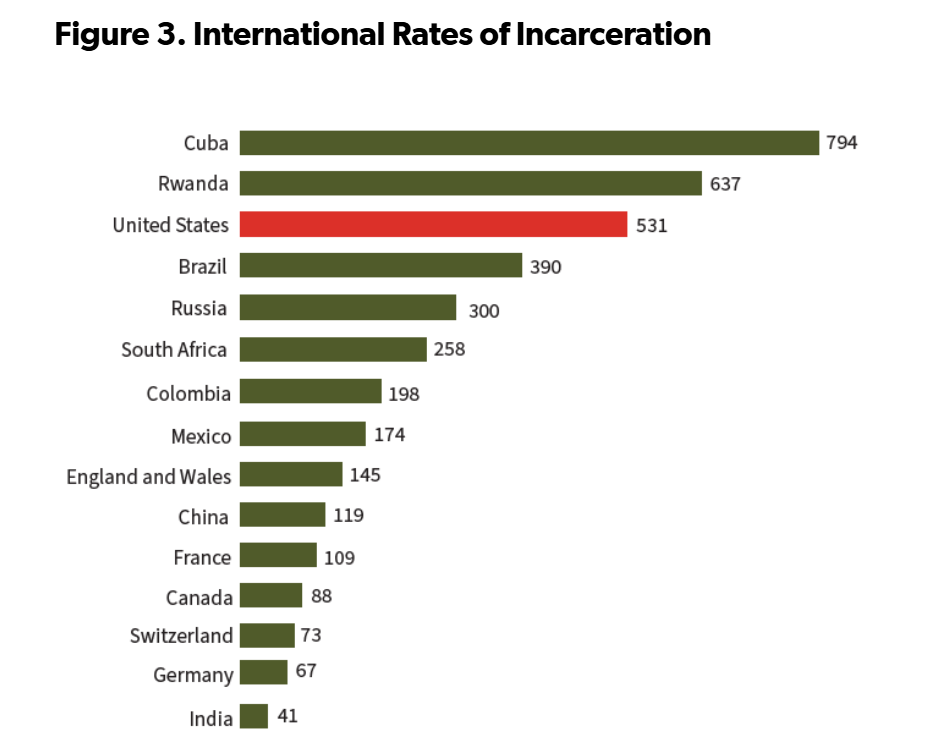 Figure 3. International Rates of Incarceration
Cuba 794
Rwanda 637
United States 531
Brazil 390
Russia 300
South Africa 258
Colombia 198
Mexico 174
England and Wales 145
China 119
France 109
Canada 88
Switzerland 73
Germany 67
India 41